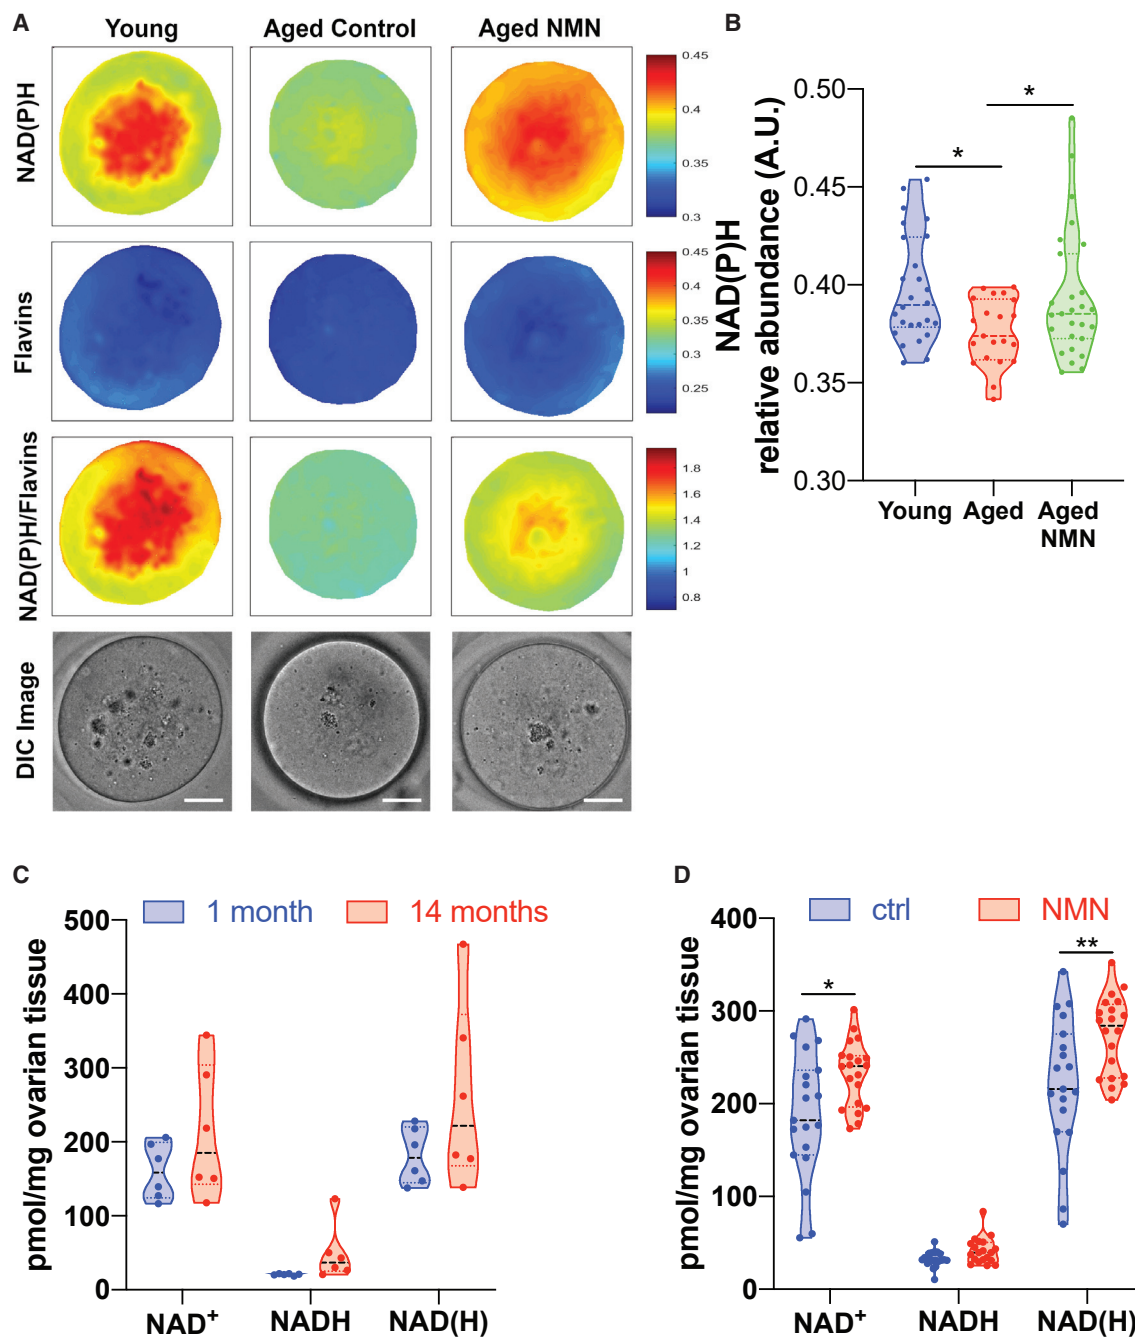 A
Young
Aged Control
Aged NMN
NAD(P)H
0.45
0.4
0.35
0.3
Flavins
0.45
0.4
0.35
0.3
0.25
NAD(P)H/Flavins
1.8
1.6
1.4
1.2
1
0.8
DIC Image
B
NAD(P)H
relative abundance (A.U.)
0.50
0.45
0.40
0.35
0.30
*
*
Young
Aged
Aged
NMN
C
1 month
14 months
pmol/mg ovarian tissue
500
400
300
200
100
0
NAD+
NADH
NAD(H)
D
ctrl
NMN
pmol/mg ovarian tissue
400
300
200
100
0
*
**
NAD+
NADH
NAD(H)